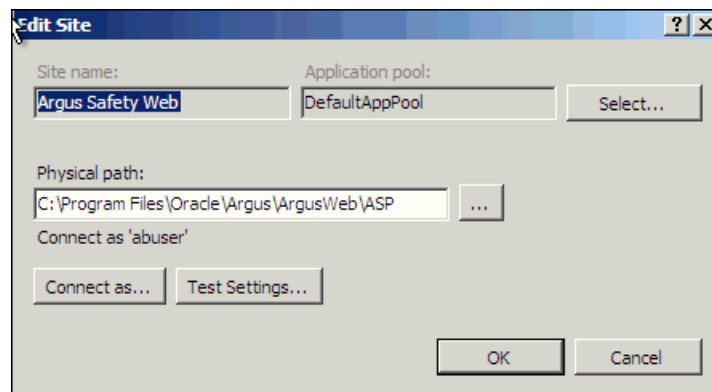 Edit Site
? X
Site name:
Application pool:
Argus Safety Web
DefaultAppPool
Select...
Physical path:
C:\Program Files\Oracle\Argus\ArgusWeb\ASP
...
Connect as 'abuser'
Connect as...
Test Settings...
OK
Cancel